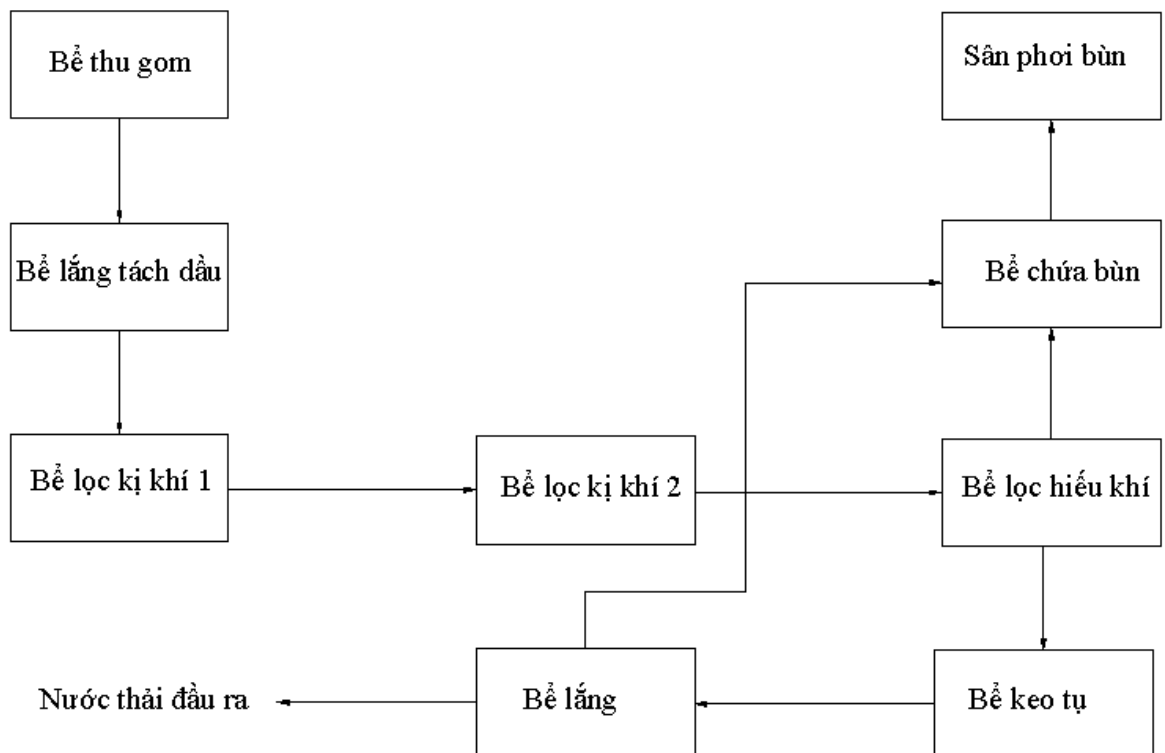 Bể thu gom
Sân phơi bùn
Bể lắng tách dầu
Bể chứa bùn
Bể lọc kị khí 1
Bể lọc kị khí 2
Bể lọc hiếu khí
Nước thải đầu ra
Bể lắng
Bể keo tụ